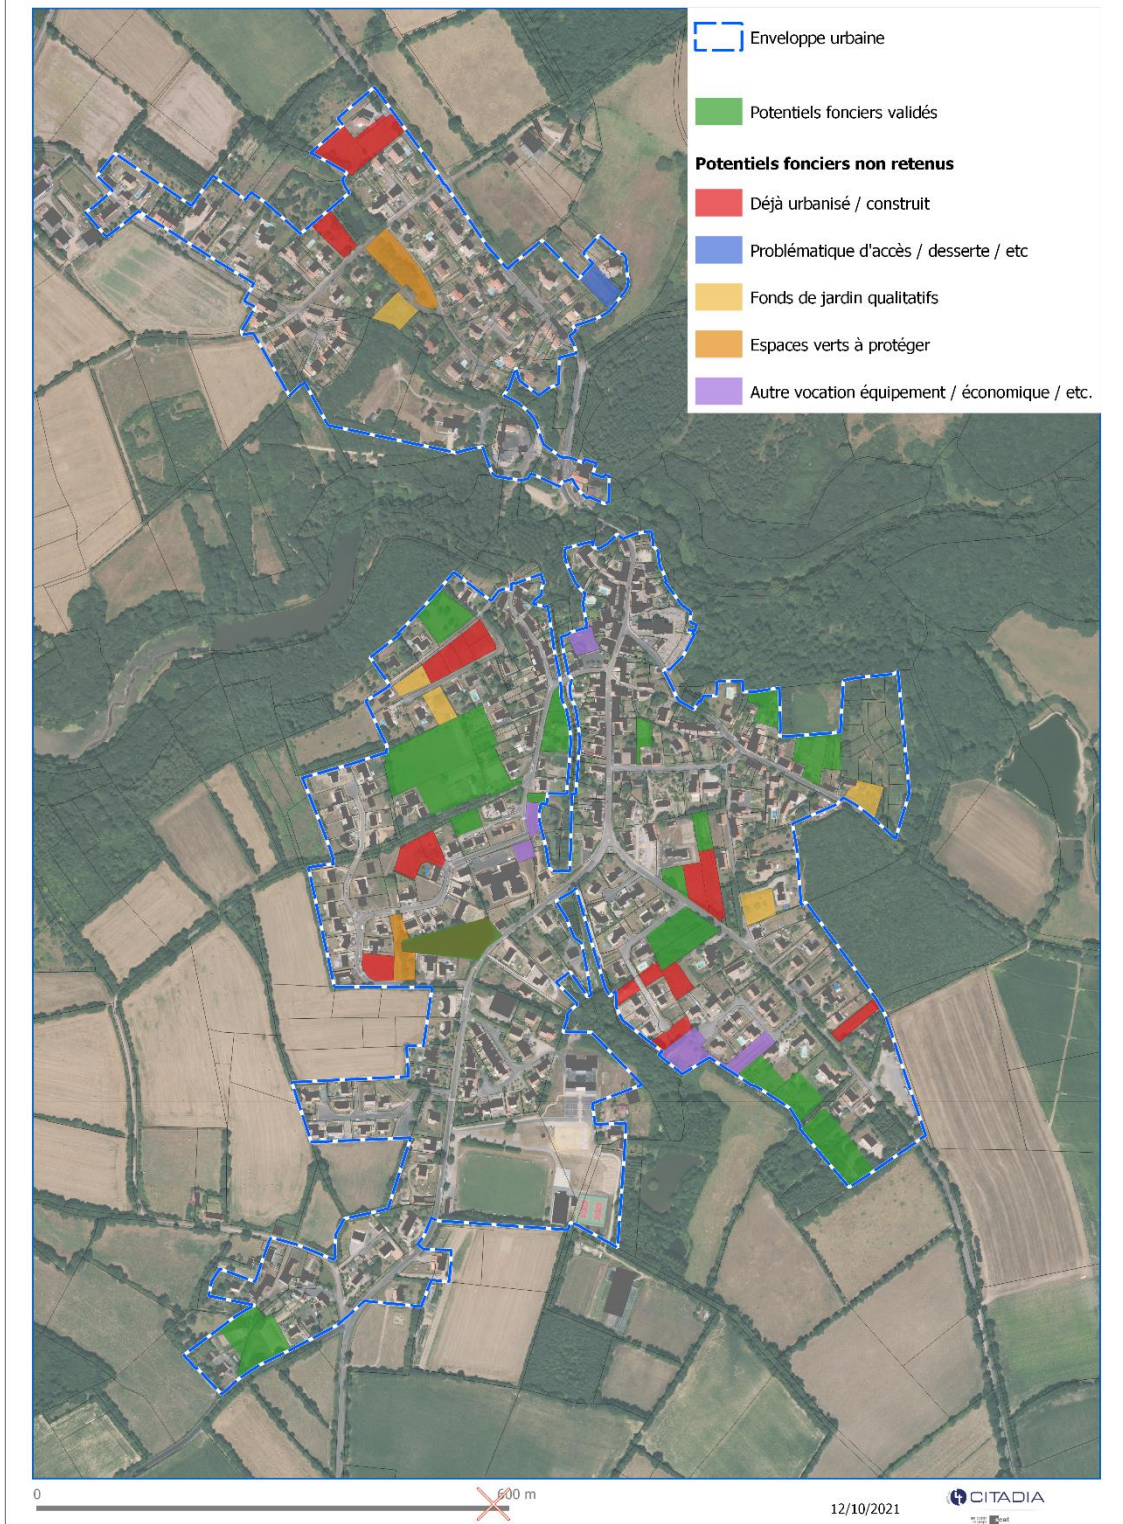 Enveloppe urbaine
Potentiels fonciers validés
Potentiels fonciers non retenus
Déjà urbanisé / construit
Problématique d'accès / desserte / etc
Fonds de jardin qualitatifs
Espaces verts à protéger
Autre vocation équipement / économique / etc.
0 600 m
12/10/2021
CITADIA